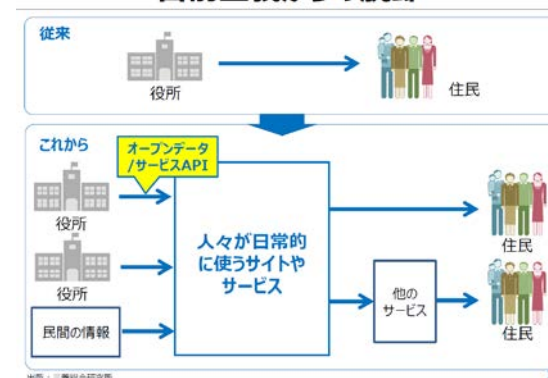 従来
役所
住民
これから
オープンデータ
/サービスAPI
役所
役所
民間の情報
人々が日常的
に使うサイトや
サービス
他の
サービス
住民
住民